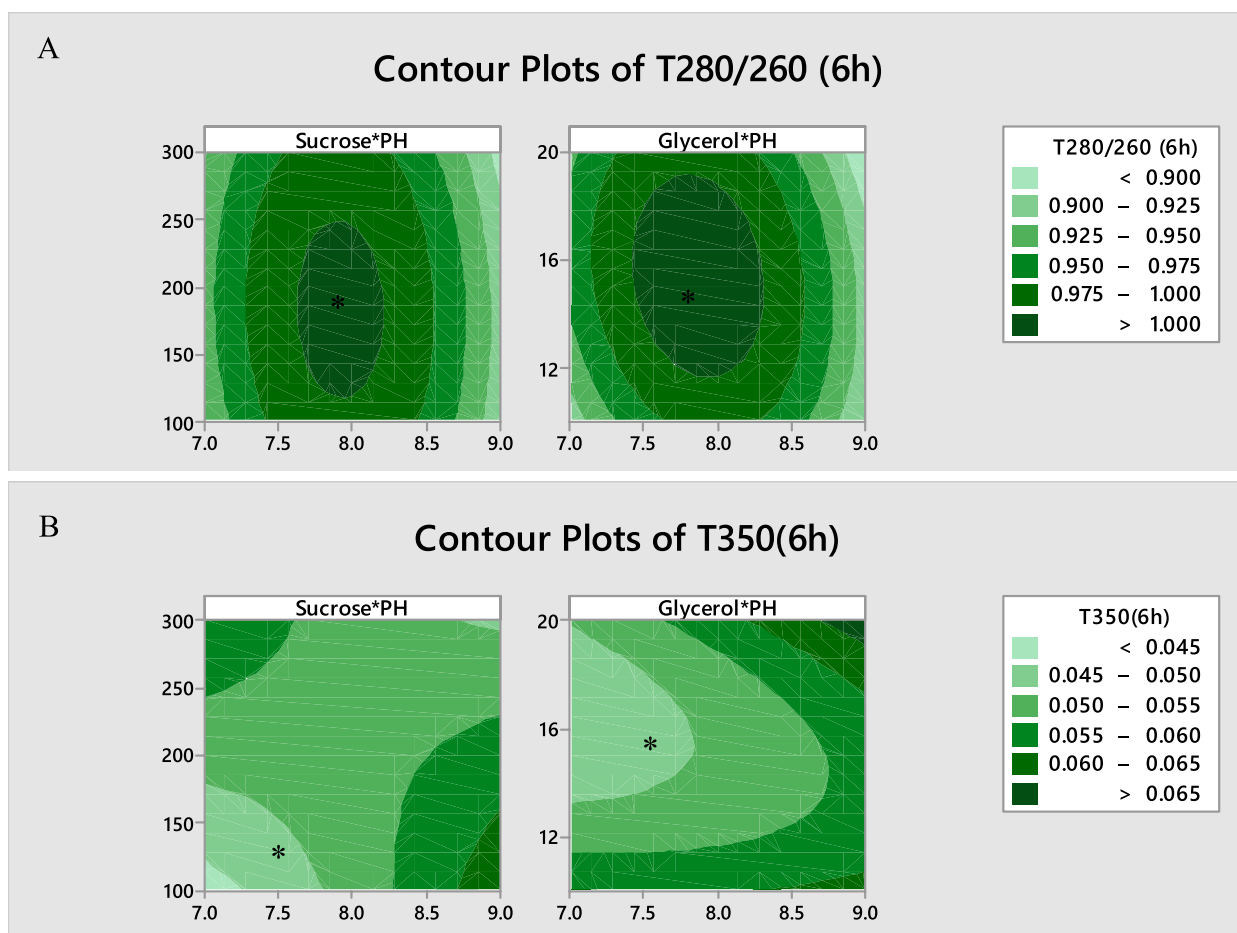 A
Contour Plots of T280/260 (6h)
Sucrose*PH
300
250
200
150
100
7.0 7.5 8.0 8.5 9.0
*
Glycerol*PH
20
16
12
7.0 7.5 8.0 8.5 9.0
*
T280/260 (6h)
< 0.900
0.900 – 0.925
0.925 – 0.950
0.950 – 0.975
0.975 – 1.000
> 1.000
B
Contour Plots of T350(6h)
Sucrose*PH
300
250
200
150
100
7.0 7.5 8.0 8.5 9.0
*
Glycerol*PH
20
16
12
7.0 7.5 8.0 8.5 9.0
*
T350(6h)
< 0.045
0.045 – 0.050
0.050 – 0.055
0.055 – 0.060
0.060 – 0.065
> 0.065